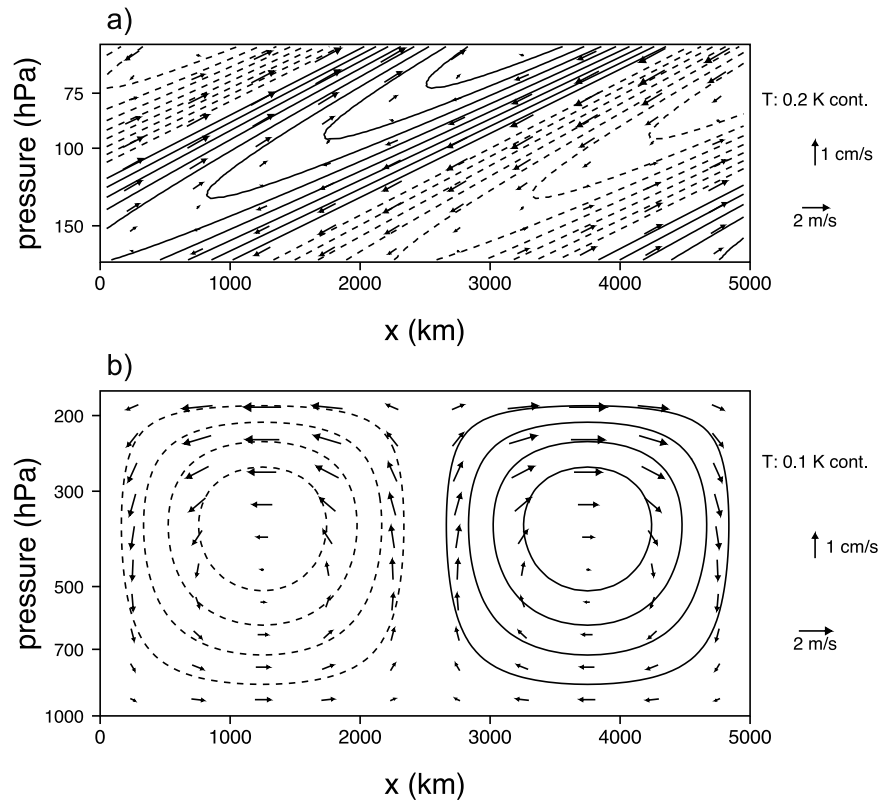 a)
pressure (hPa)
75
100
150
T: 0.2 K cont.
1 cm/s
2 m/s
0 1000 2000 3000 4000 5000
x (km)
b)
pressure (hPa)
200
300
500
700
1000
T: 0.1 K cont.
1 cm/s
2 m/s
0 1000 2000 3000 4000 5000
x (km)